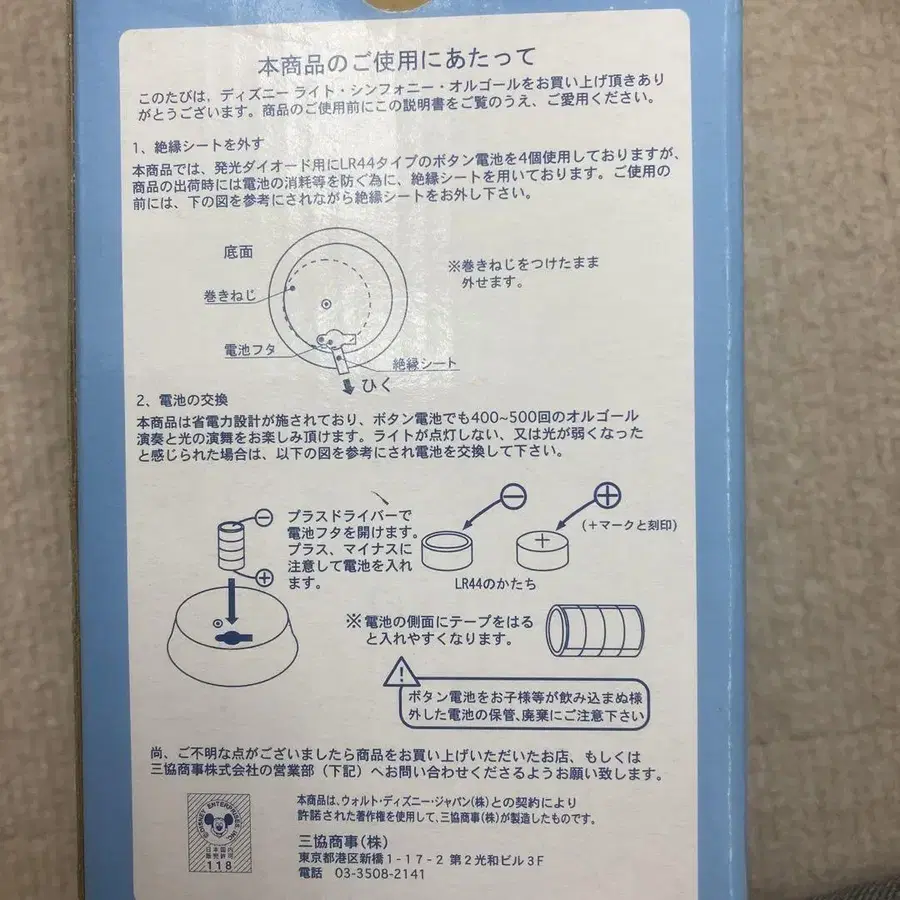 本商品のご使用にあたって
このたびは、ディズニー ライト・シンフォニー・オルゴールをお買い上げ頂きあり
がとうございます。商品のご使用前にこの説明書をご覧のうえ、ご愛用ください。
1、絶縁シートを外す
本商品では、発光ダイオード用にLR44タイプのボタン電池を4個使用しておりますが、
商品の出荷時には電池の消耗等を防ぐ為に、絶縁シートを用いております。ご使用の
前には、下の図を参考にされながら絶縁シートをお外し下さい。
底面
※巻きねじをつけたまま
外せます。
巻きねじ
電池フタ
絶縁シート
ひく
2、電池の交換
本商品は省電力設計が施されており、ボタン電池でも400~500回のオルゴール
演奏と光の演舞をお楽しみ頂けます。ライトが点灯しない、又は光が弱くなった
と感じられた場合は、以下の図を参考にされ電池を交換して下さい。
プラスドライバーで
電池フタを開けます。
プラス、マイナスに
注意して電池を入れ
ます。
−
+
−
+
+
(+マークと刻印)
LR44のかたち
※ 電池の側面にテープをはる
と入れやすくなります。
!
ボタン電池をお子様等が飲み込まぬ様
外した電池の保管、廃棄にご注意下さい
尚、ご不明な点がございましたら商品をお買い上げいただいたお店、もしくは
三協商事株式会社の営業部(下記)へお問い合わせくださるようお願い致します。
© DISNEY ENTERPRISES INC.
日本国内
販売許可
118
本商品は、ウォルト・ディズニー・ジャパン(株)との契約により
許諾された著作権を使用して、三協商事(株)が製造したものです。
三協商事(株)
東京都港区新橋1-17-2 第2光和ビル3F
電話 03-3508-2141